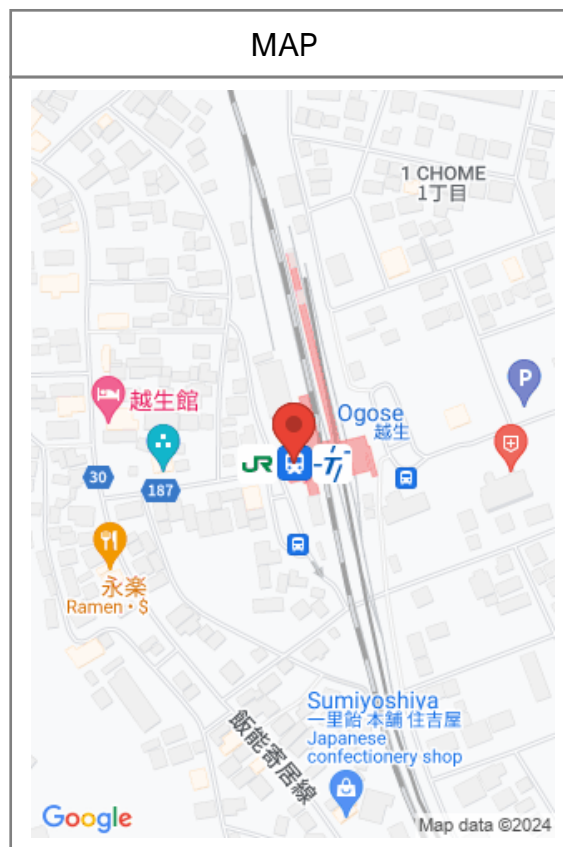 MAP
1 CHOME
1丁目
Ogose
越生
P
越生館
JR
30
187
永楽
Ramen • $
Sumiyoshiya
一里飴 本舗 住吉屋
Japanese
confectionery shop
飯能寄居線
Google
Map data ©2024